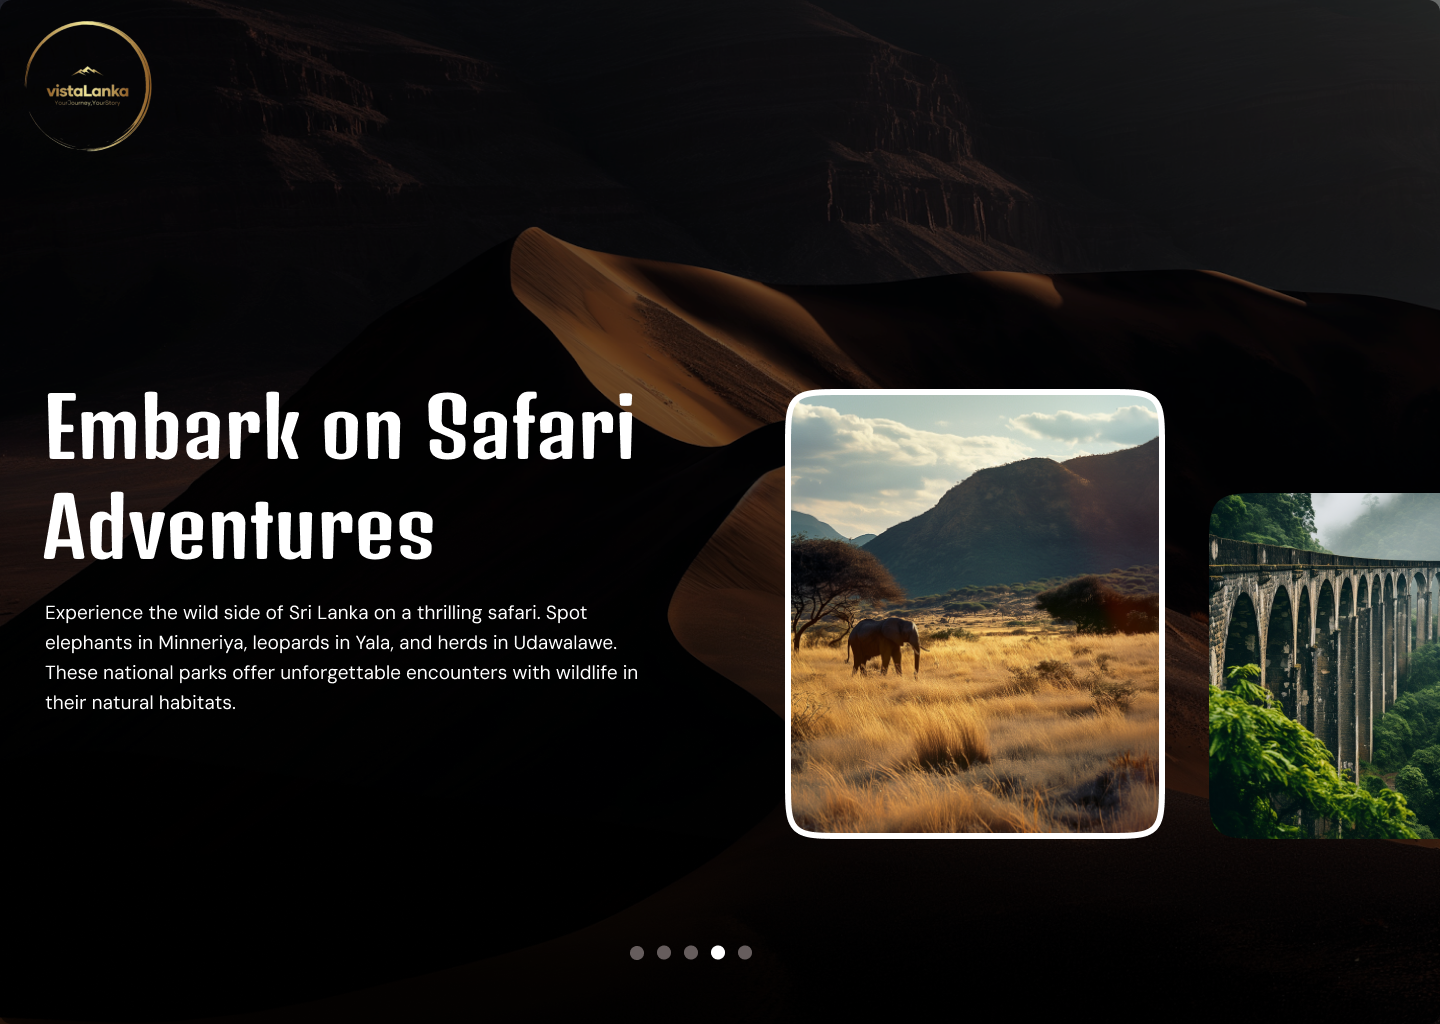 vistaLanka
YourJourney,YourStory
Embark on Safari
Adventures
Experience the wild side of Sri Lanka on a thrilling safari. Spot
elephants in Minneriya, leopards in Yala, and herds in Udawalawe.
These national parks offer unforgettable encounters with wildlife in
their natural habitats.